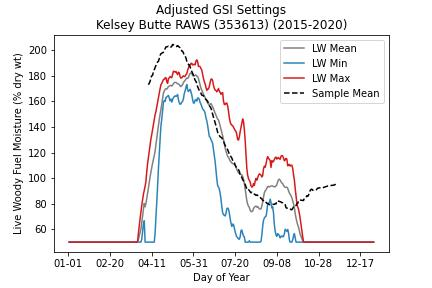 Adjusted GSI Settings
Kelsey Butte RAWS (353613) (2015-2020)
Live Woody Fuel Moisture (% dry wt)
200
180
160
140
120
100
80
60
LW Mean
LW Min
LW Max
Sample Mean
01-01 02-20 04-11 05-31 07-20 09-08 10-28 12-17
Day of Year